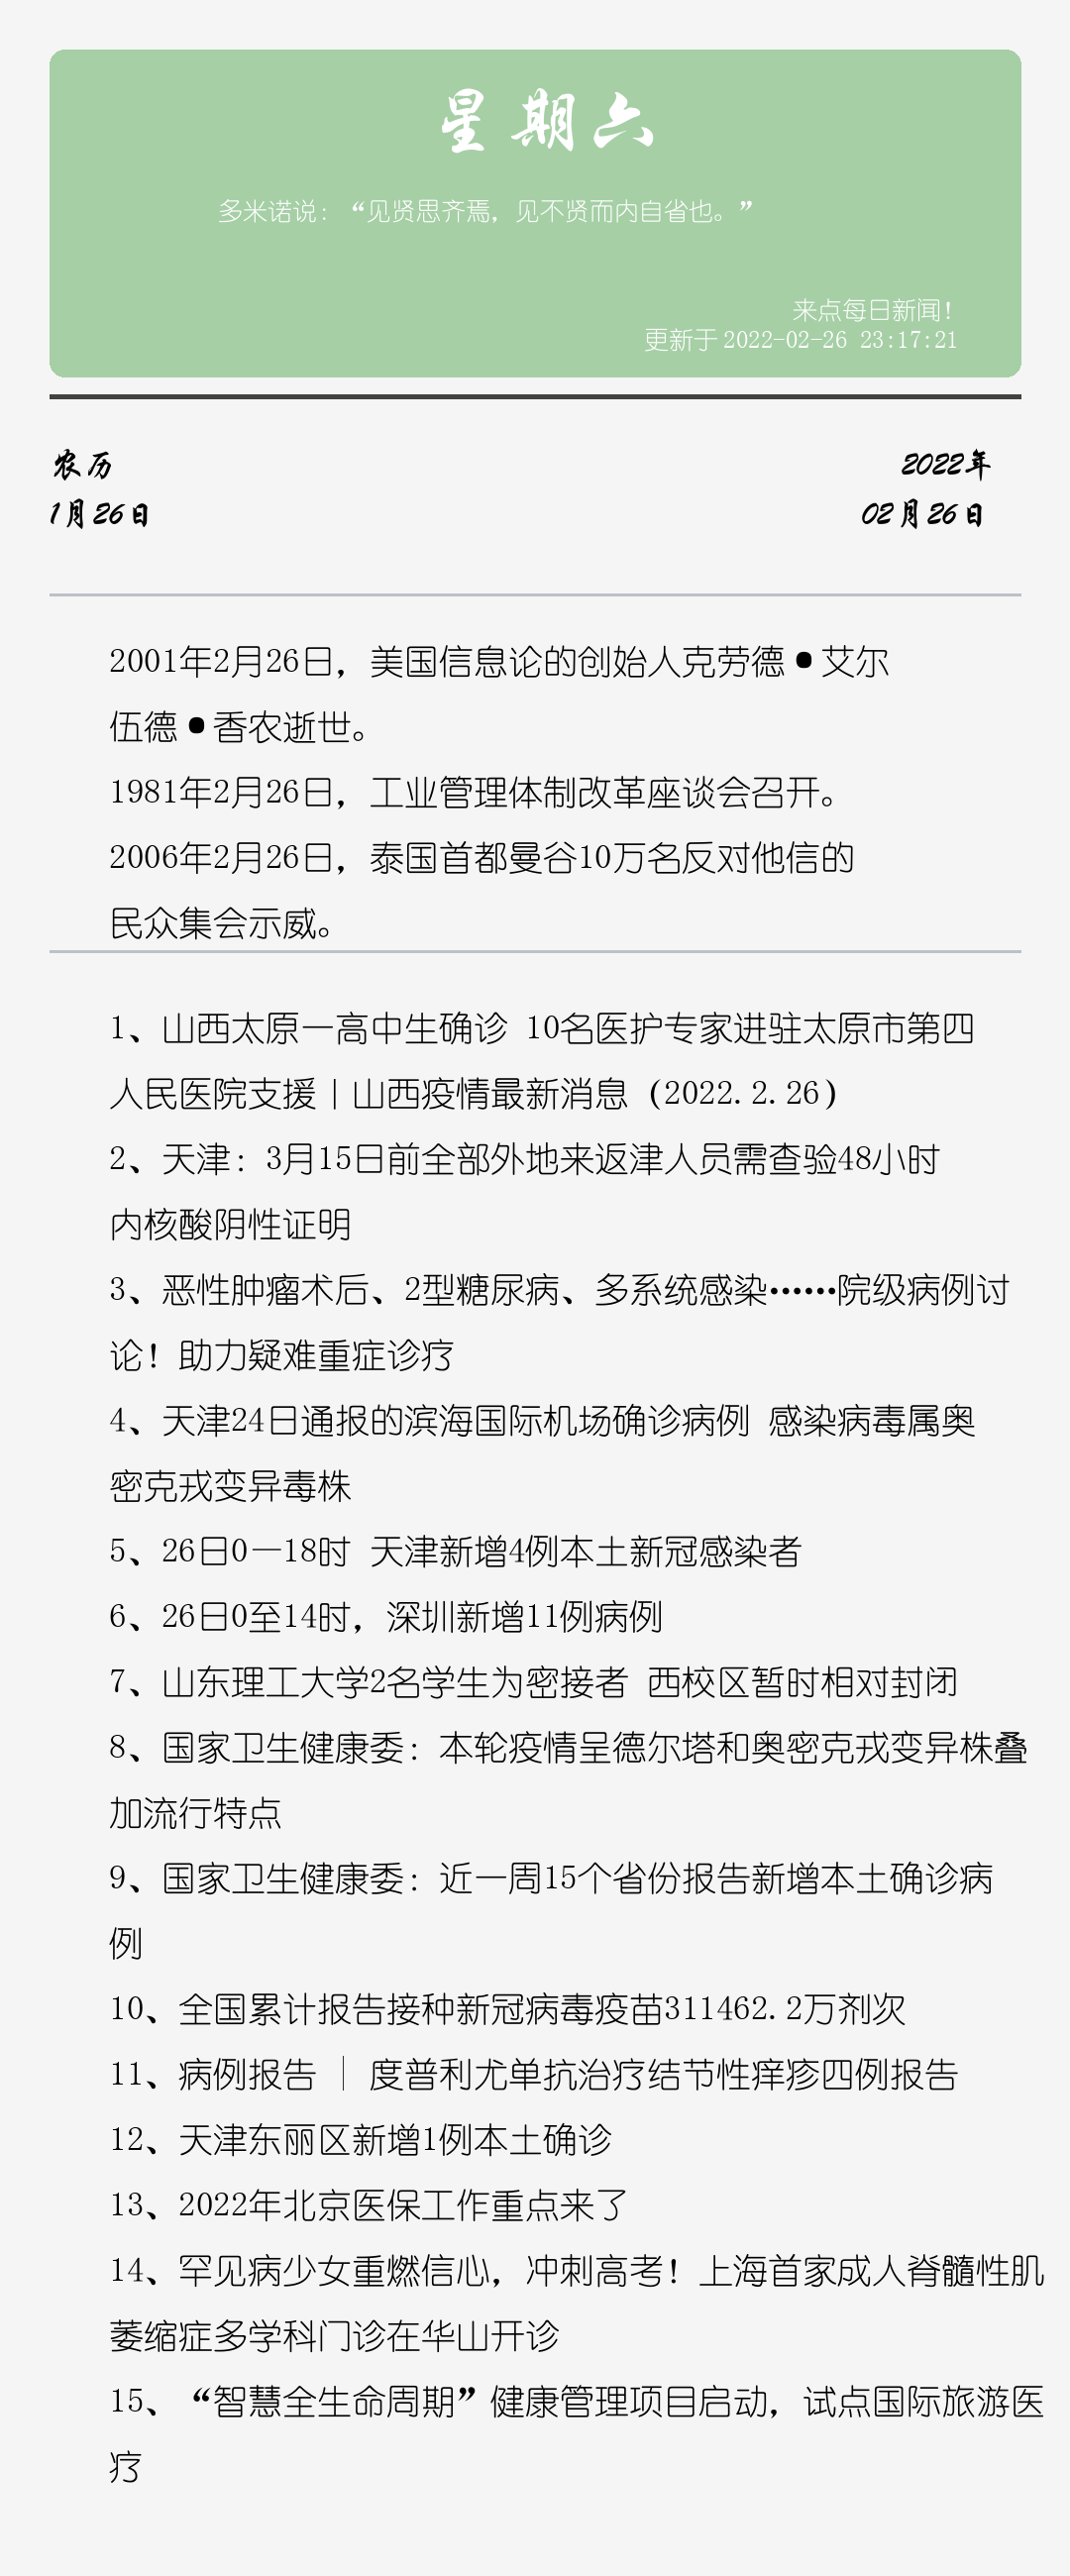 星期六
多米诺说：“见贤思齐焉，见不贤而内自省也。”
来点每日新闻！
更新于 2022-02-26 23:17:21
农历
2022年
1月26日
02月26日
2001年2月26日，美国信息论的创始人克劳德•艾尔
伍德•香农逝世。
1981年2月26日，工业管理体制改革座谈会召开。
2006年2月26日，泰国首都曼谷10万名反对他信的
民众集会示威。
1、山西太原一高中生确诊 10名医护专家进驻太原市第四
人民医院支援丨山西疫情最新消息（2022.2.26）
2、天津：3月15日前全部外地来返津人员需查验48小时
内核酸阴性证明
3、恶性肿瘤术后、2型糖尿病、多系统感染……院级病例讨
论！助力疑难重症诊疗
4、天津24日通报的滨海国际机场确诊病例 感染病毒属奥
密克戎变异毒株
5、26日0—18时 天津新增4例本土新冠感染者
6、26日0至14时，深圳新增11例病例
7、山东理工大学2名学生为密接者 西校区暂时相对封闭
8、国家卫生健康委：本轮疫情呈德尔塔和奥密克戎变异株叠
加流行特点
9、国家卫生健康委：近一周15个省份报告新增本土确诊病
例
10、全国累计报告接种新冠病毒疫苗311462.2万剂次
11、病例报告 │ 度普利尤单抗治疗结节性痒疹四例报告
12、天津东丽区新增1例本土确诊
13、2022年北京医保工作重点来了
14、罕见病少女重燃信心，冲刺高考！上海首家成人脊髓性肌
萎缩症多学科门诊在华山开诊
15、“智慧全生命周期”健康管理项目启动，试点国际旅游医
疗